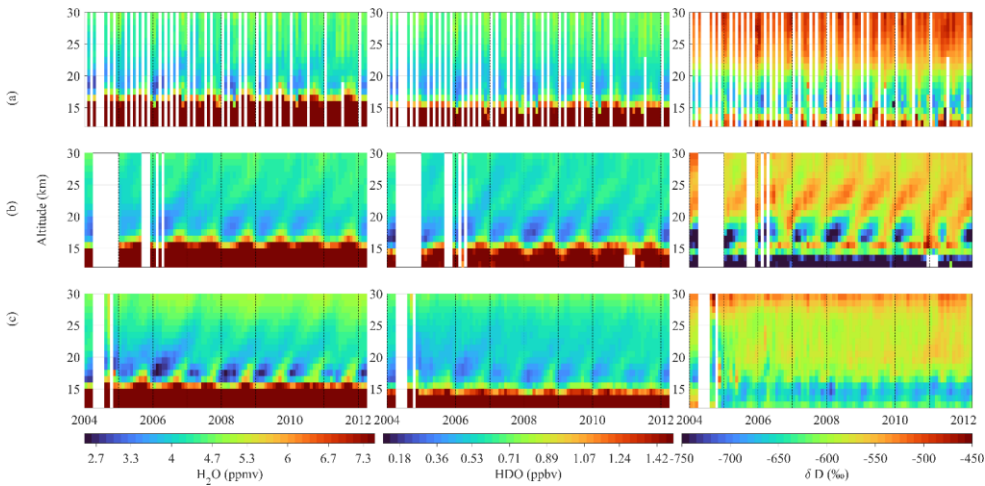 30 30 30
25 25 25
(a) 20 20 20
15 15 15
30 30 30
25 25 25
(b) 20 20 20
15 15 15
Altitude (km)
(c) 30 30 30
25 25 25
20 20 20
15 15 15
2004 2006 2008 2010 2012 2004 2006 2008 2010 2012 2004 2006 2008 2010 2012
2.7 3.3 4 4.7 5.3 6 6.7 7.3 0.18 0.36 0.53 0.71 0.89 1.07 1.24 1.42 -750 -700 -650 -600 -550 -500 -450
H2O (ppmv) HDO (ppbv) δ D (‰)